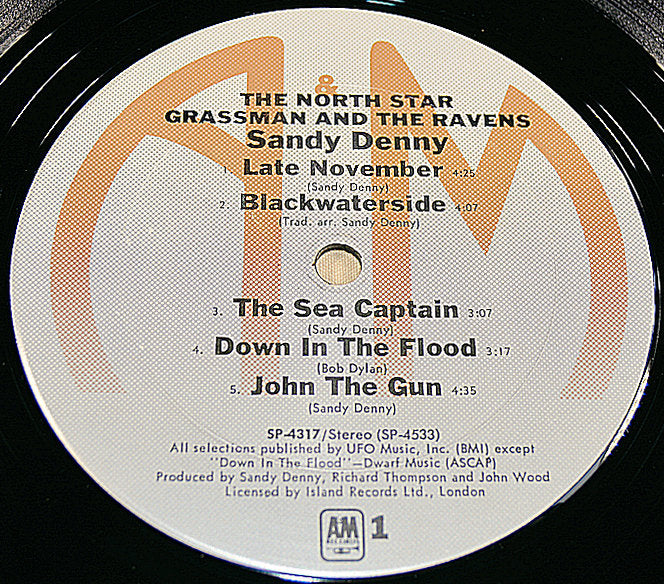 A&M
THE NORTH STAR
GRASSMAN AND THE RAVENS
Sandy Denny
1. Late November 4:25
(Sandy Denny)
2. Blackwaterside 4:07
(Trad. arr. Sandy Denny)
3. The Sea Captain 3:07
(Sandy Denny)
4. Down In The Flood 3:17
(Bob Dylan)
5. John The Gun 4:35
(Sandy Denny)
SP-4317/Stereo (SP-4533)
All selections published by UFO Music, Inc. (BMI) except
"Down In The Flood"—Dwarf Music (ASCAP)
Produced by Sandy Denny, Richard Thompson and John Wood
Licensed by Island Records Ltd., London
AM 1
RECORDS